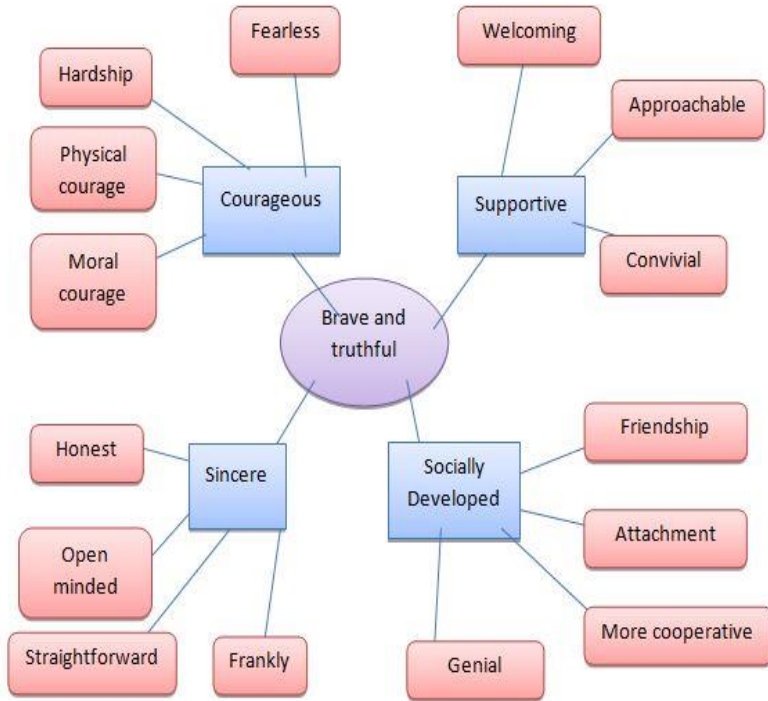 Fearless
Welcoming
Hardship
Approachable
Physical
courage
Courageous
Supportive
Moral
courage
Convivial
Brave and
truthful
Friendship
Honest
Sincere
Socially
Developed
Attachment
Open
minded
More cooperative
Straightforward
Frankly
Genial